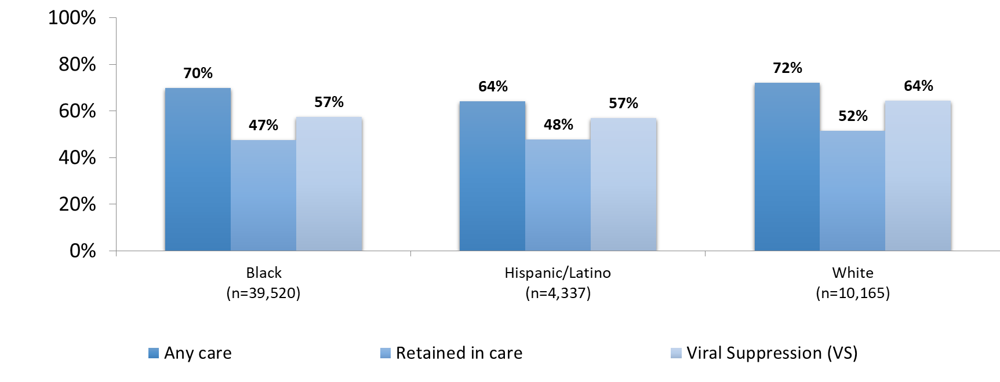 100%
80%
60%
40%
20%
0%
70%
47%
57%
64%
48%
57%
72%
52%
64%
Black
(n=39,520)
Hispanic/Latino
(n=4,337)
White
(n=10,165)
Any care
Retained in care
Viral Suppression (VS)